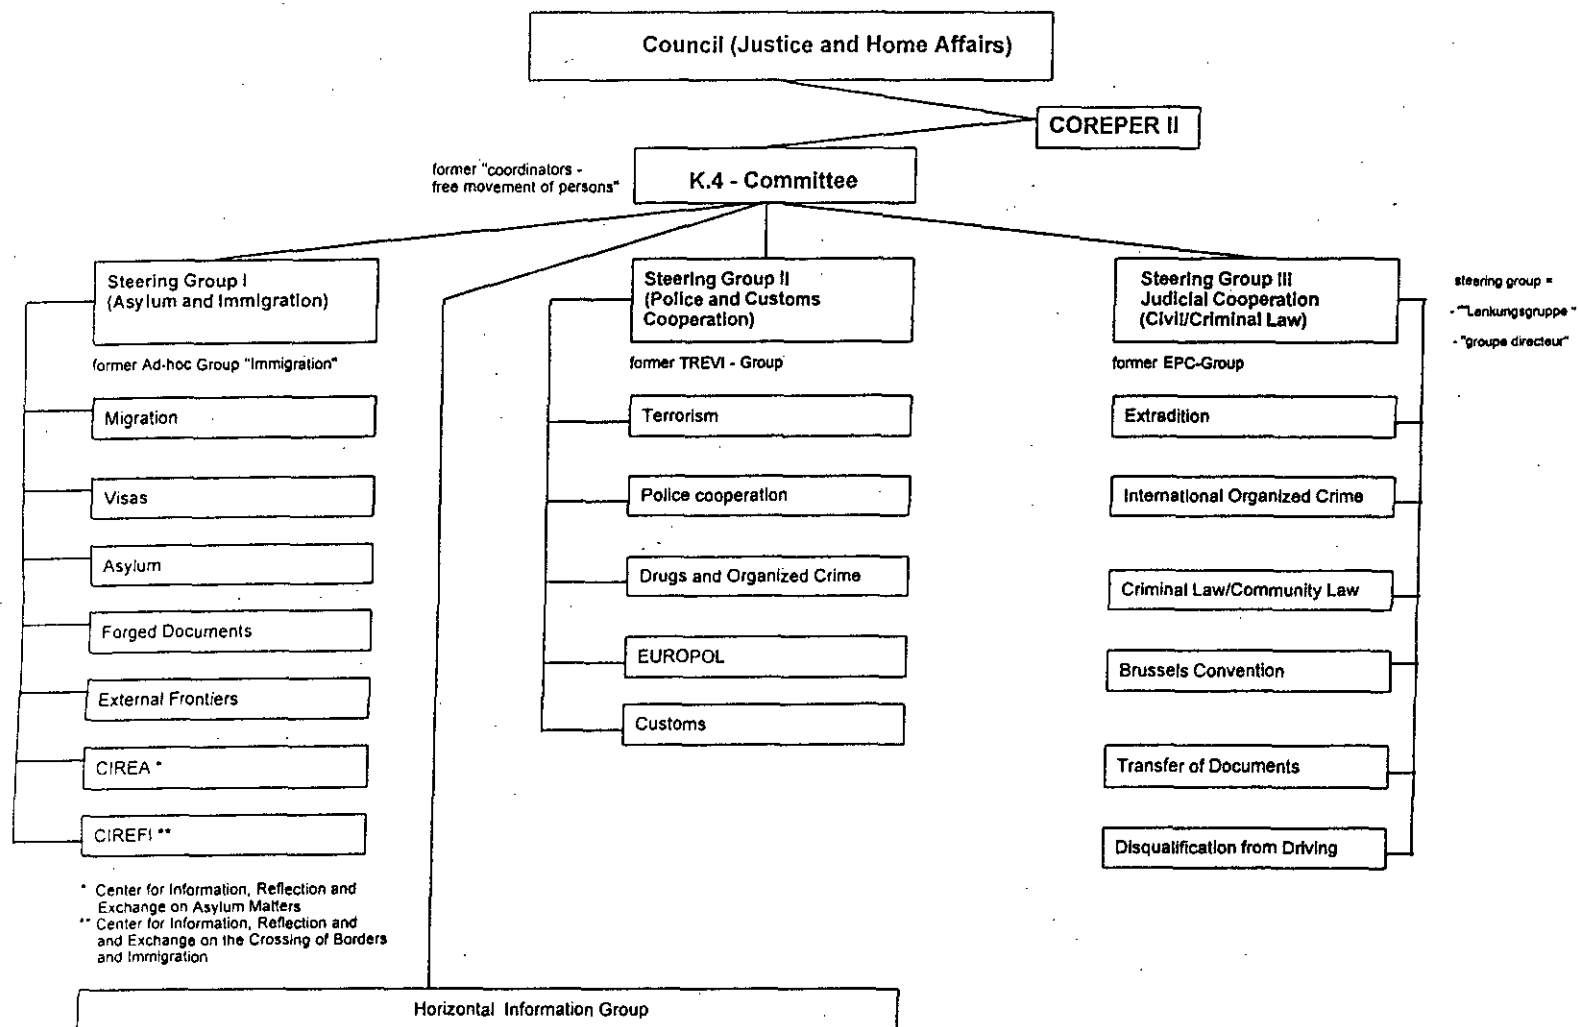 Council (Justice and Home Affairs)
COREPER II
former "coordinators -
free movement of persons"
K.4 - Committee
Steering Group I
(Asylum and Immigration)
former Ad-hoc Group "Immigration"
Migration
Visas
Asylum
Forged Documents
External Frontiers
CIREA *
CIREFI **
* Center for Information, Reflection and
Exchange on Asylum Matters
** Center for Information, Reflection and
and Exchange on the Crossing of Borders
and Immigration
Steering Group II
(Police and Customs
Cooperation)
former TREVI - Group
Terrorism
Police cooperation
Drugs and Organized Crime
EUROPOL
Customs
Steering Group III
Judicial Cooperation
(Civil/Criminal Law)
former EPC-Group
Extradition
International Organized Crime
Criminal Law/Community Law
Brussels Convention
Transfer of Documents
Disqualification from Driving
steering group =
- ""Lenkungsgruppe "
- "groupe directeur"
Horizontal Information Group